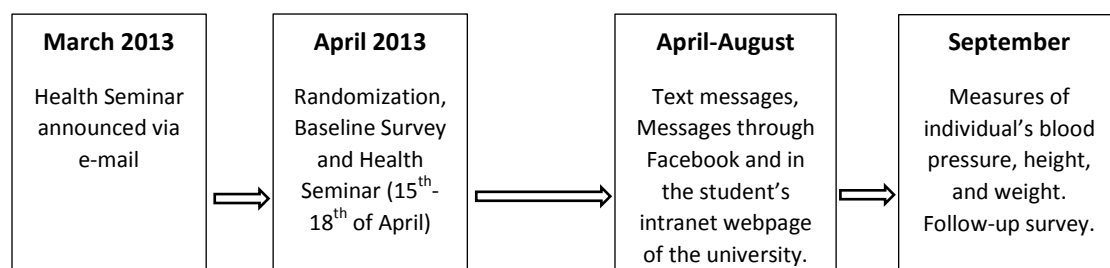 March 2013
Health Seminar
announced via
e-mail
April 2013
Randomization,
Baseline Survey
and Health
Seminar (15th-
18th of April)
April-August
Text messages,
Messages through
Facebook and in
the student’s
intranet webpage
of the university.
September
Measures of
individual’s blood
pressure, height,
and weight.
Follow-up survey.